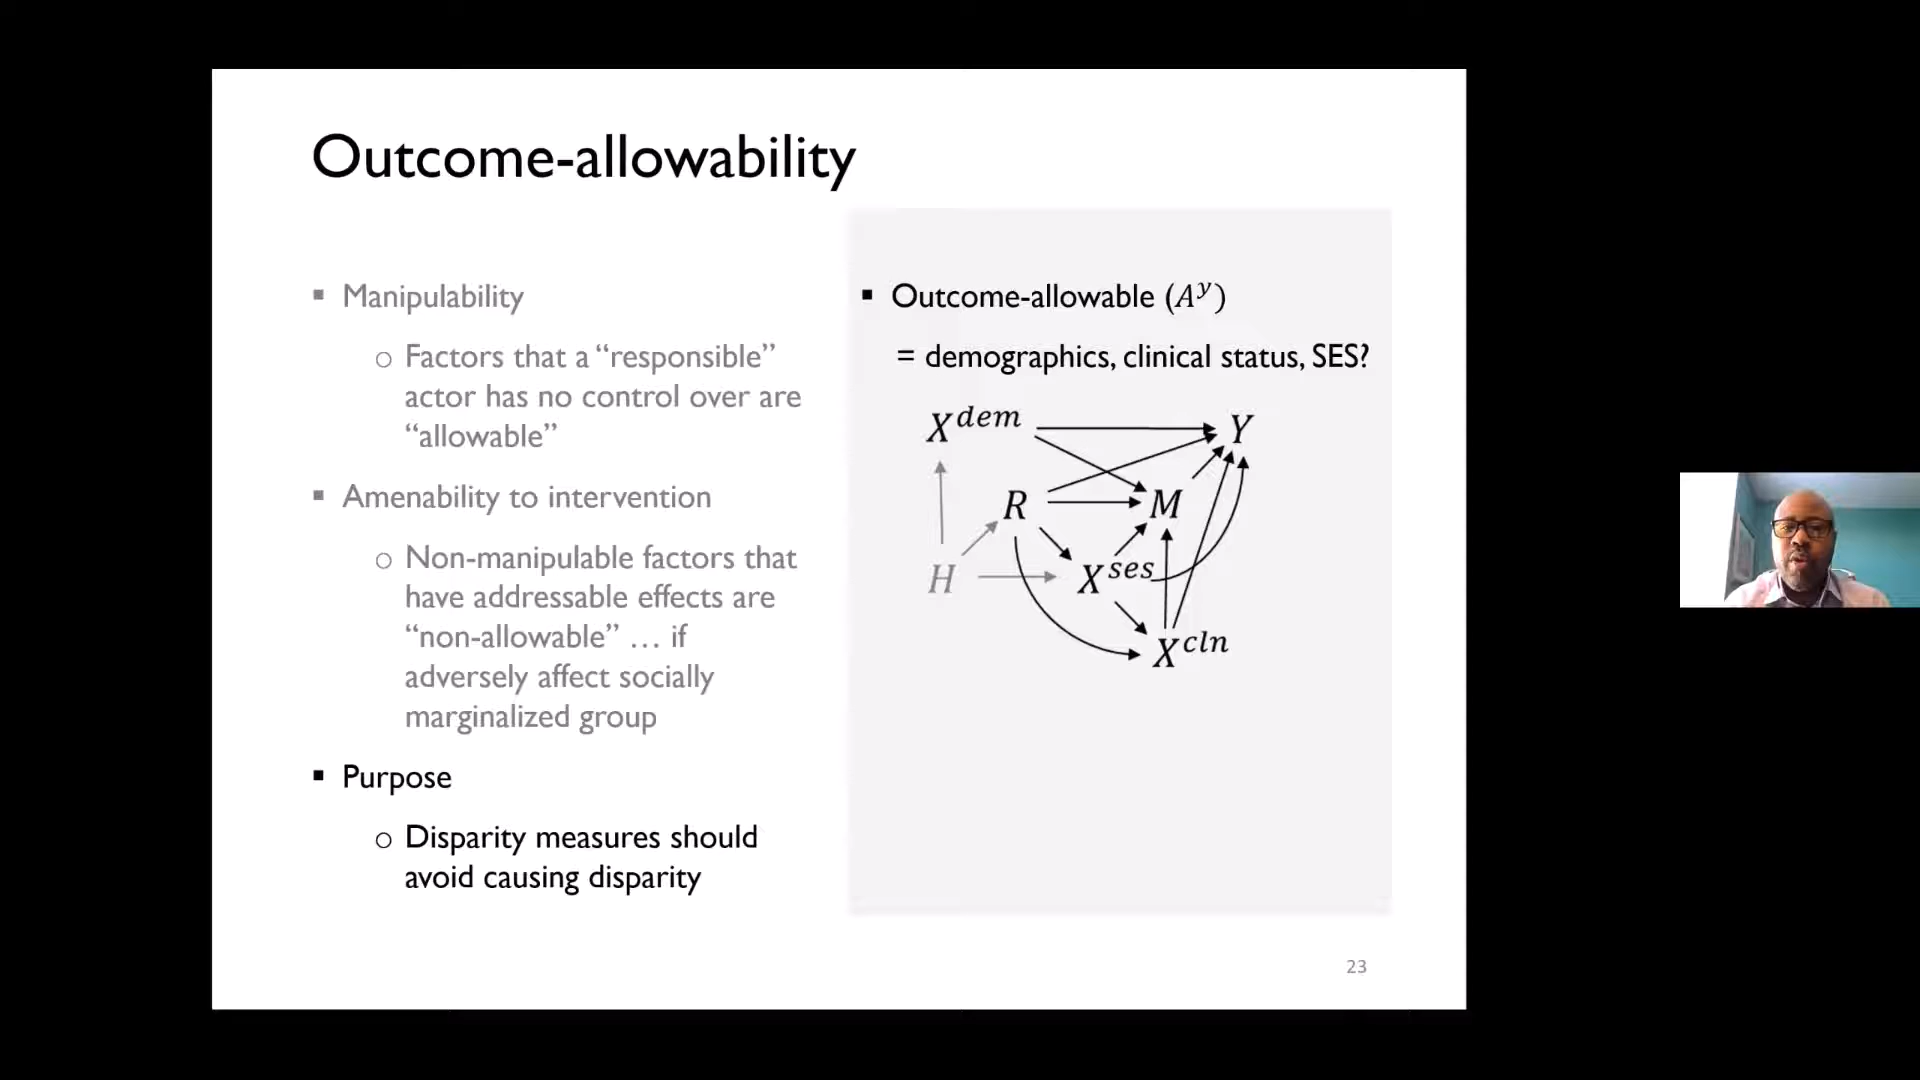 Outcome-allowability
▪ Manipulability
o Factors that a “responsible”
actor has no control over are
“allowable”
▪ Amenability to intervention
o Non-manipulable factors that
have addressable effects are
“non-allowable” … if
adversely affect socially
marginalized group
▪ Purpose
o Disparity measures should
avoid causing disparity
▪ Outcome-allowable (A^y)
= demographics, clinical status, SES?
X^dem Y
R M
H X^ses
X^cln
23